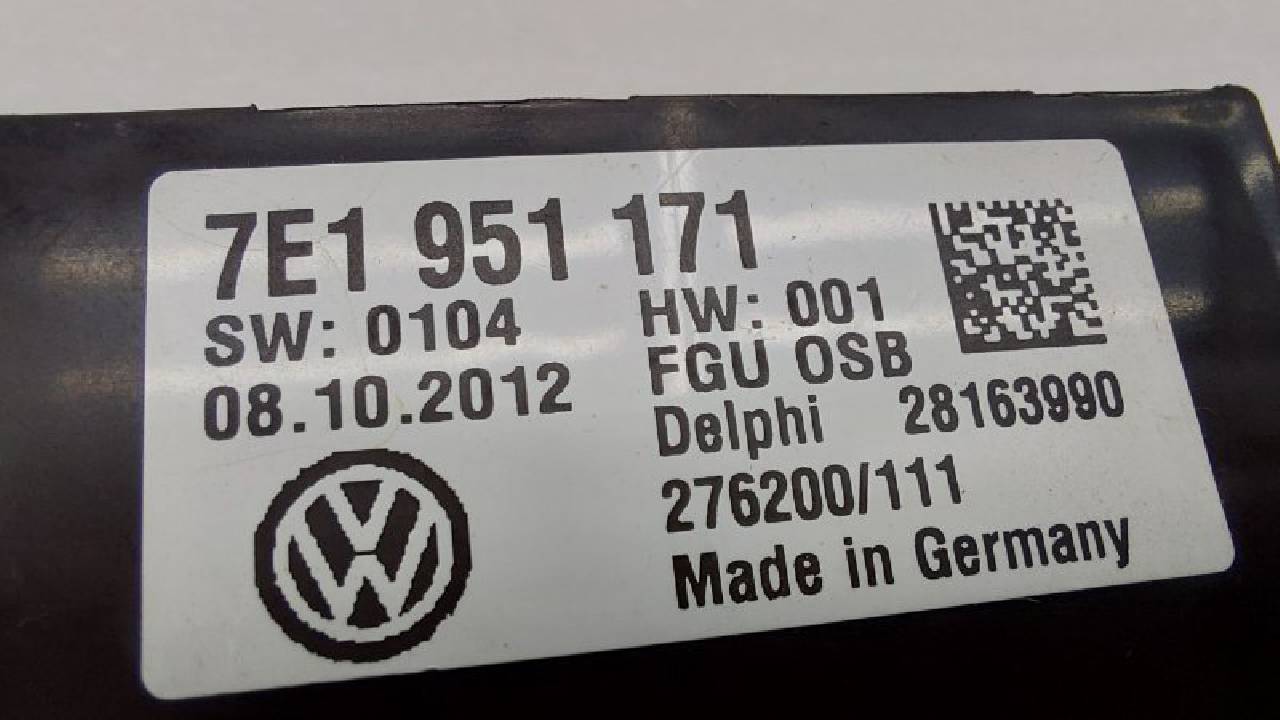 7E1 951 171
SW: 0104 HW: 001
08.10.2012 FGU OSB
Delphi 28163990
276200/111
Made in Germany